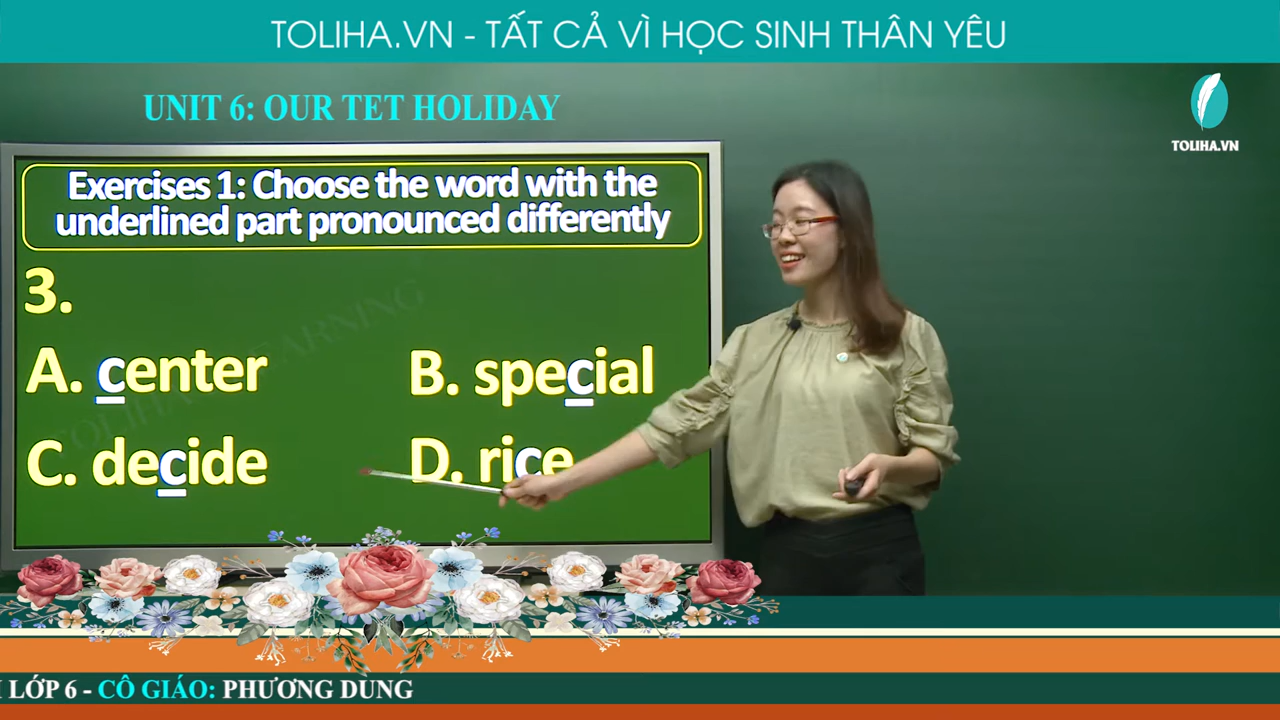 TOLIHA.VN - TẤT CẢ VÌ HỌC SINH THÂN YÊU
UNIT 6: OUR TET HOLIDAY
TOLIHA.VN
Exercises 1: Choose the word with the
underlined part pronounced differently
3.
A. center
B. special
C. decide
D. rice
LỚP 6 - CÔ GIÁO: PHƯƠNG DUNG